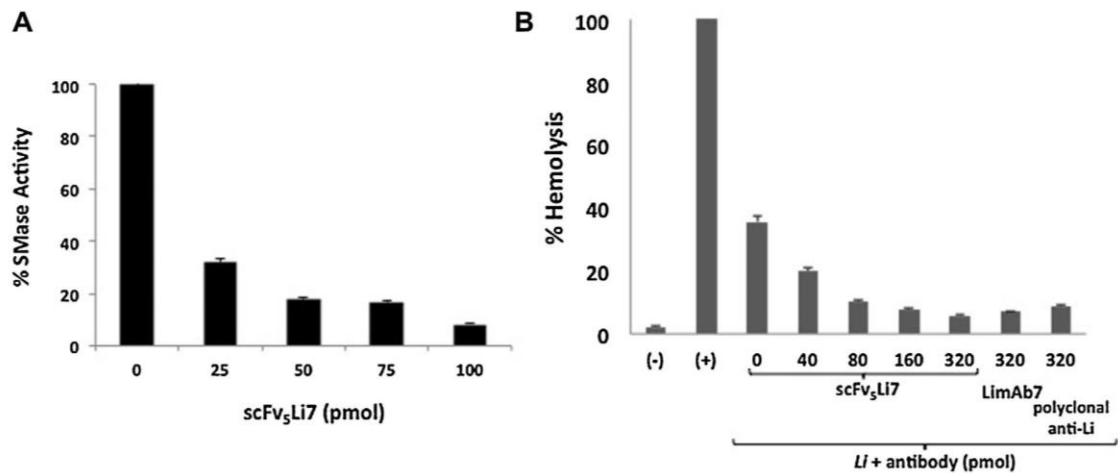 A
% SMase Activity
100
80
60
40
20
0
0 25 50 75 100
scFv₅Li7 (pmol)
B
% Hemolysis
100
80
60
40
20
0
(-) (+) 0 40 80 160 320 320 320
scFv₅Li7 LimAb7
polyclonal
anti-Li
Li + antibody (pmol)